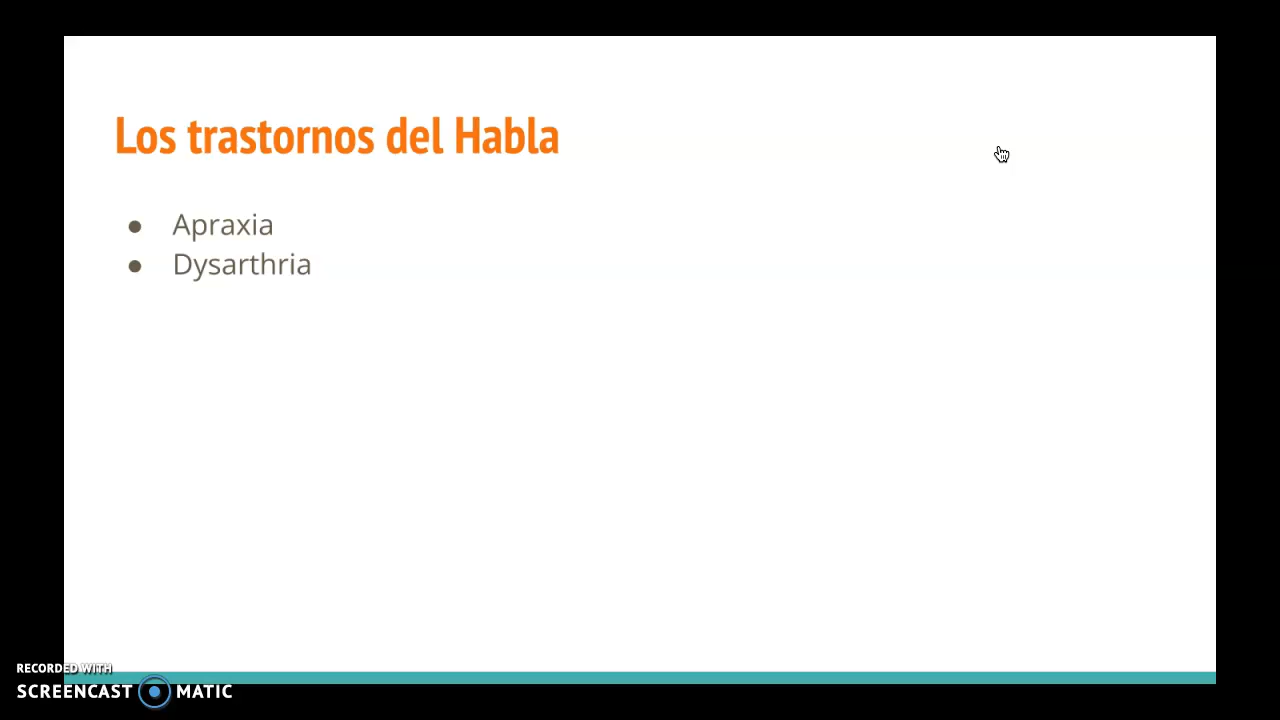 Los trastornos del Habla
● Apraxia
● Dysarthria
RECORDED WITH
SCREENCAST MATIC